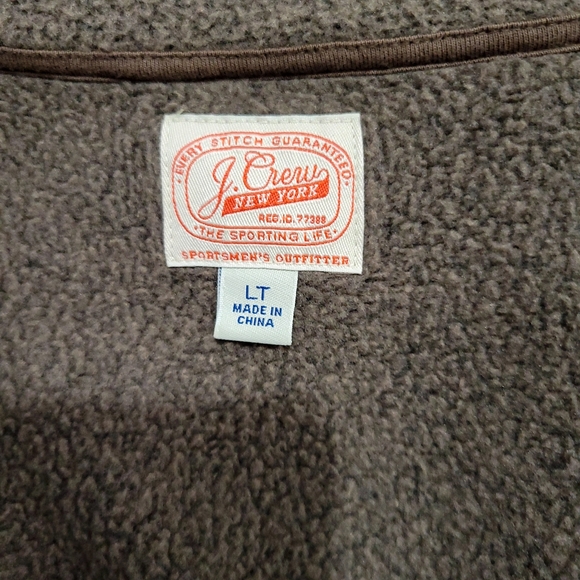 EVERY STITCH GUARANTEED
J. Crew
NEW YORK
REG. ID. 77388
THE SPORTING LIFE
SPORTSMEN'S OUTFITTER
LT
MADE IN
CHINA